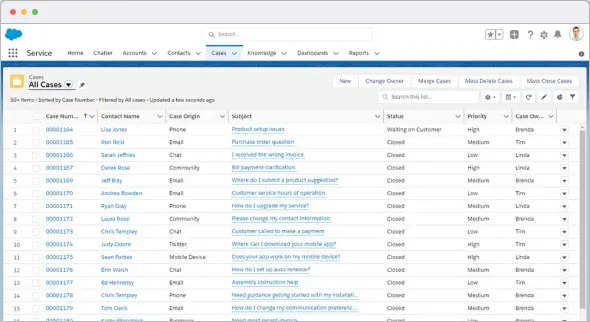 Search...
Service Home Chatter Accounts Contacts Cases Knowledge Dashboards Reports
Cases
All Cases
New Change Owner Merge Cases Mass Delete Cases Mass Close Cases
50+ Items • Sorted by Case Number • Filtered by All cases • Updated a few seconds ago
Search this list...
Case Num... Contact Name Case Origin Subject Status Priority Case Ow...
1 00001164 Lisa Jones Phone Product setup issues Waiting on Customer High Brenda
2 00001165 Ron Reid Email Purchase order question Closed Medium Tim
3 00001166 Sarah Jeffries Chat I received the wrong invoice. Closed Low Linda
4 00001167 Derek Rose Community Bill payment clarification. Closed High Tim
5 00001169 Jeff Blay Email Where do I submit a product suggestion? Closed Medium Brenda
6 00001170 Andrea Bowden Email Customer service hours of operation. Closed Low Tim
7 00001171 Ryan Gray Phone How do I upgrade my service? Closed Medium Linda
8 00001172 Laura Rossi Community Please change my contact information. Closed Medium Brenda
9 00001173 Chris Tempkey Chat Customer called to make a payment Closed Low Tim
10 00001174 Judy Odom Twitter Where can I download your mobile app? Closed High Tim
11 00001175 Sean Forbes Mobile Device Does your app work on my mobile device? Closed High Linda
12 00001176 Erin Walsh Chat How do I set up auto-renewal? Closed Medium Brenda
13 00001177 Ed Hennesy Email Assembly instruction help Closed Low Tim
14 00001178 Chris Tempkey Phone Need guidance getting started with my installati... Closed Medium Brenda
15 00001179 Tom Davik Email How do I change my communication preferenc... Closed Medium Linda